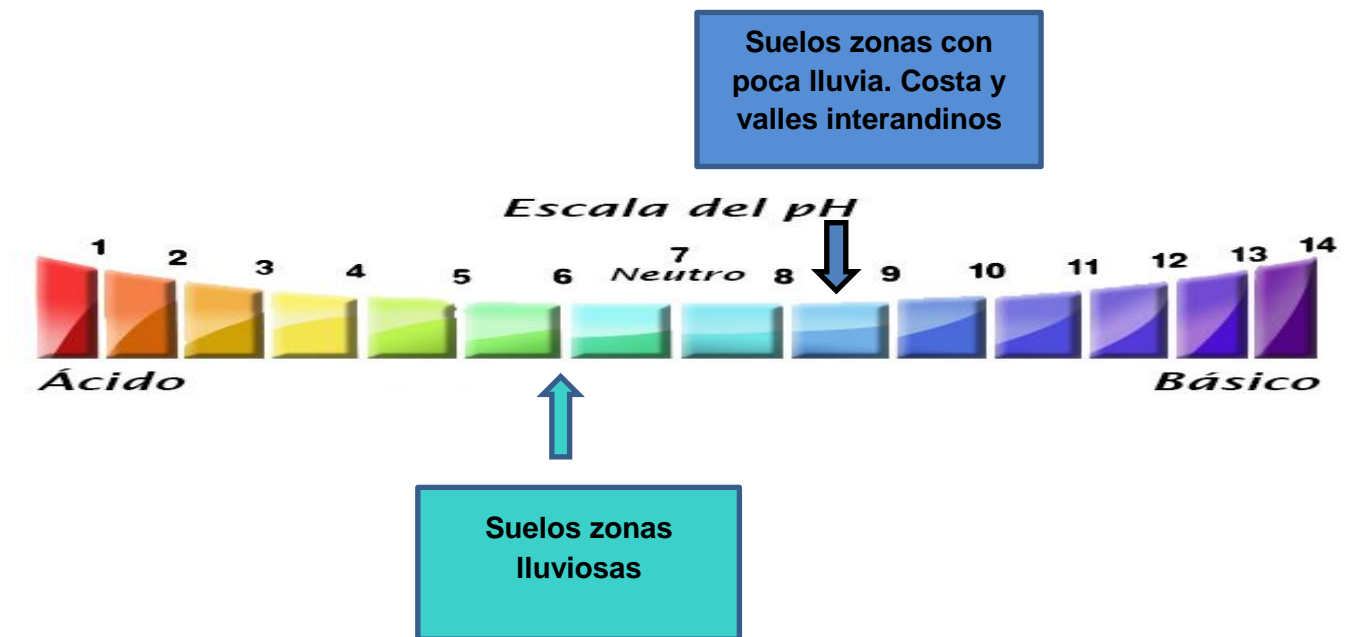 Suelos zonas con
poca lluvia. Costa y
valles interandinos
Escala del pH
1 2 3 4 5 6 7 8 9 10 11 12 13 14
Neutro
Ácido Básico
Suelos zonas
lluviosas